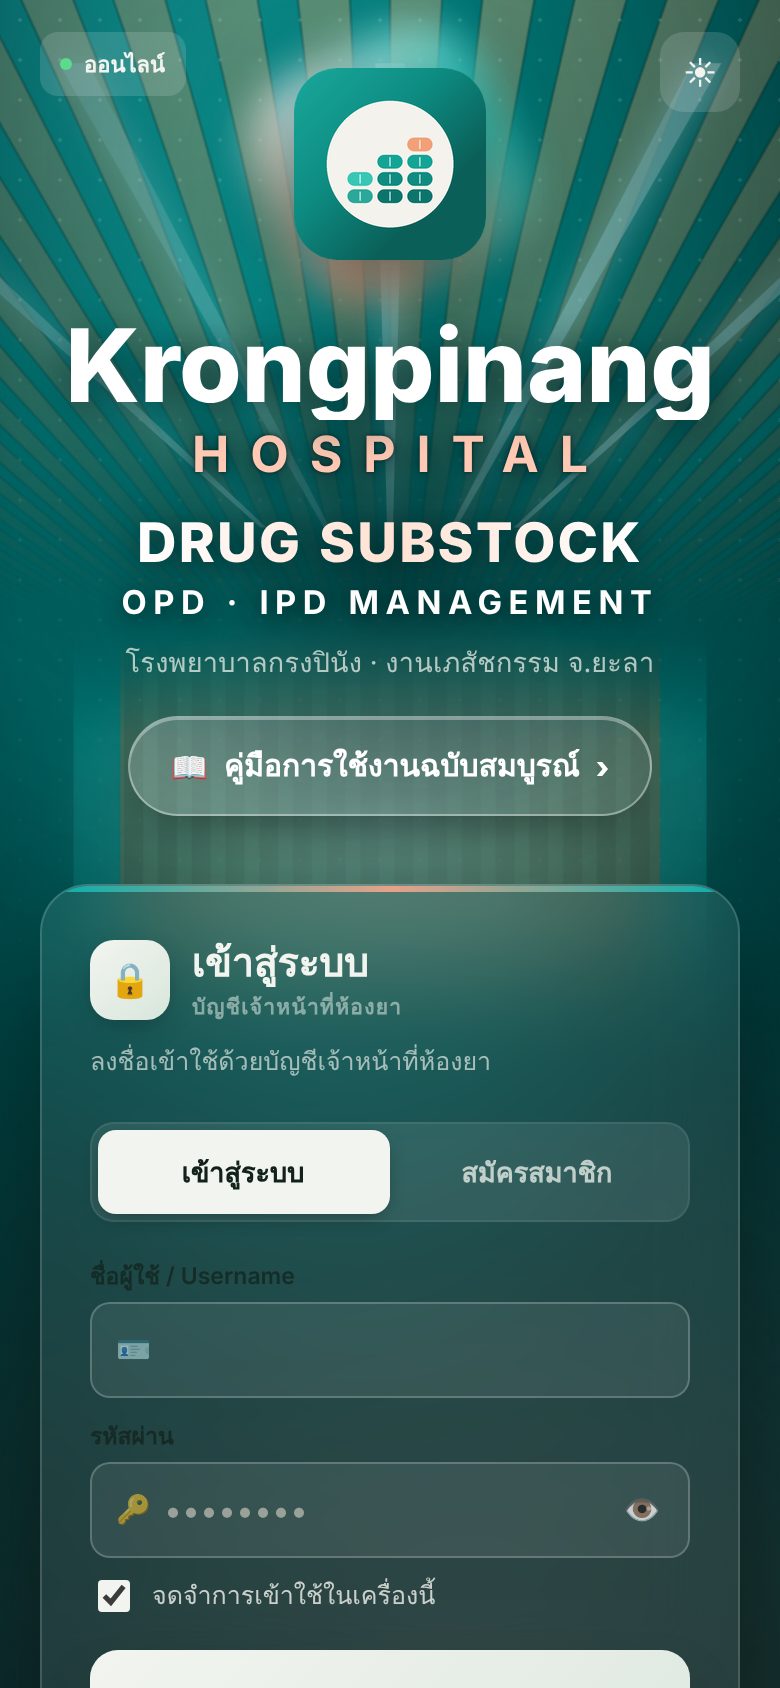 ออนไลน์
Krongpinang
HOSPITAL
DRUG SUBSTOCK
OPD · IPD MANAGEMENT
โรงพยาบาลกรงปินัง · งานเภสัชกรรม จ.ยะลา
คู่มือการใช้งานฉบับสมบูรณ์ ›
เข้าสู่ระบบ
บัญชีเจ้าหน้าที่ห้องยา
ลงชื่อเข้าใช้ด้วยบัญชีเจ้าหน้าที่ห้องยา
เข้าสู่ระบบ สมัครสมาชิก
ชื่อผู้ใช้ / Username
รหัสผ่าน
••••••••
จดจำการเข้าใช้ในเครื่องนี้